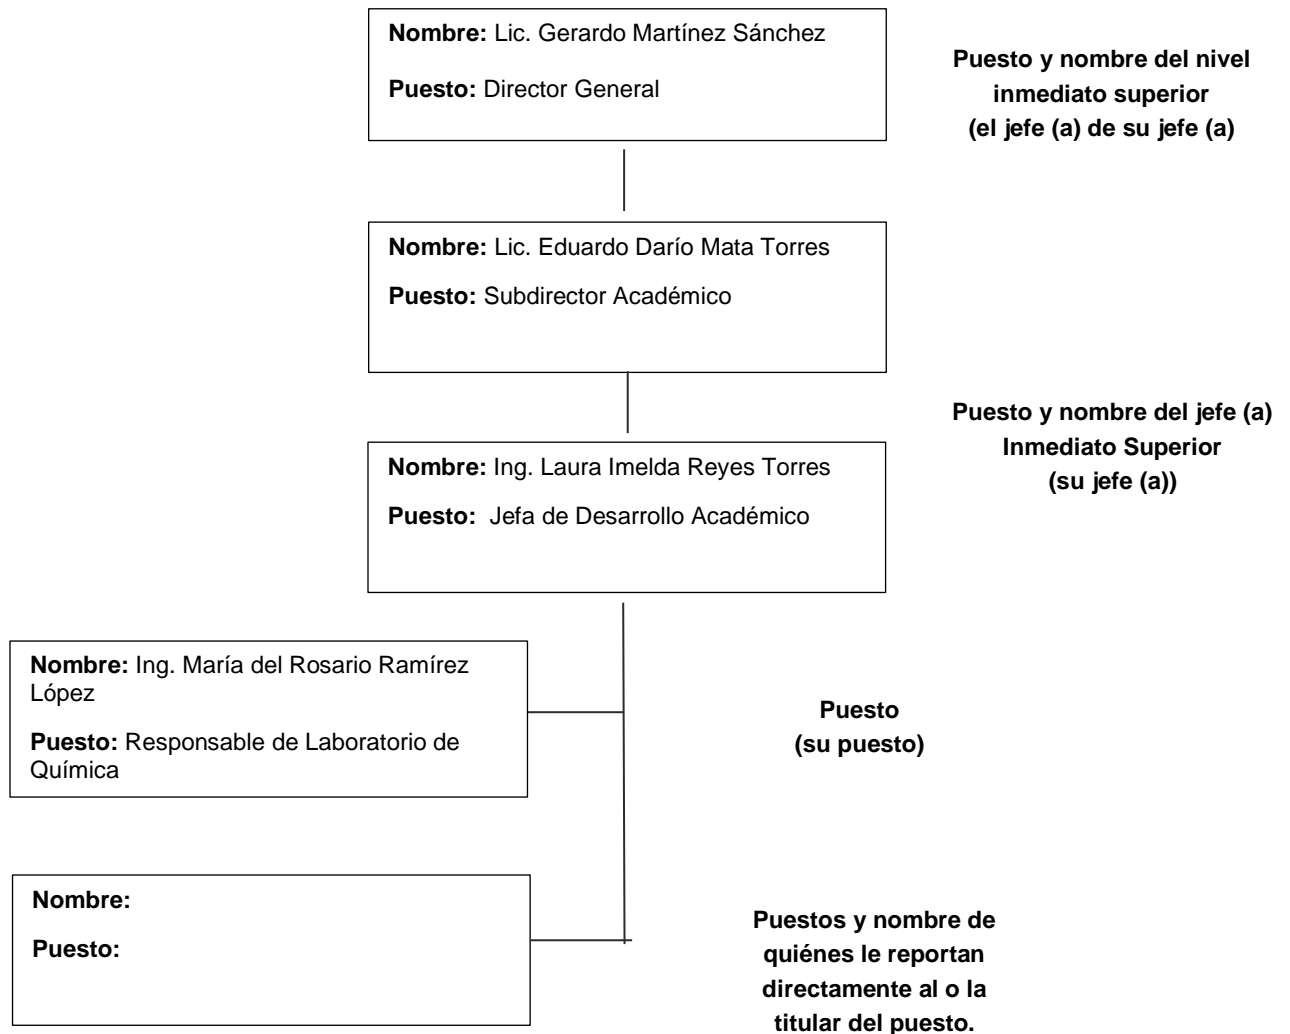 Nombre: Lic. Gerardo Martínez Sánchez
Puesto: Director General
Puesto y nombre del nivel
inmediato superior
(el jefe (a) de su jefe (a)
Nombre: Lic. Eduardo Darío Mata Torres
Puesto: Subdirector Académico
Puesto y nombre del jefe (a)
Inmediato Superior
(su jefe (a))
Nombre: Ing. Laura Imelda Reyes Torres
Puesto: Jefa de Desarrollo Académico
Nombre: Ing. María del Rosario Ramírez
López
Puesto: Responsable de Laboratorio de
Química
Puesto
(su puesto)
Nombre:
Puesto:
Puestos y nombre de
quiénes le reportan
directamente al o la
titular del puesto.